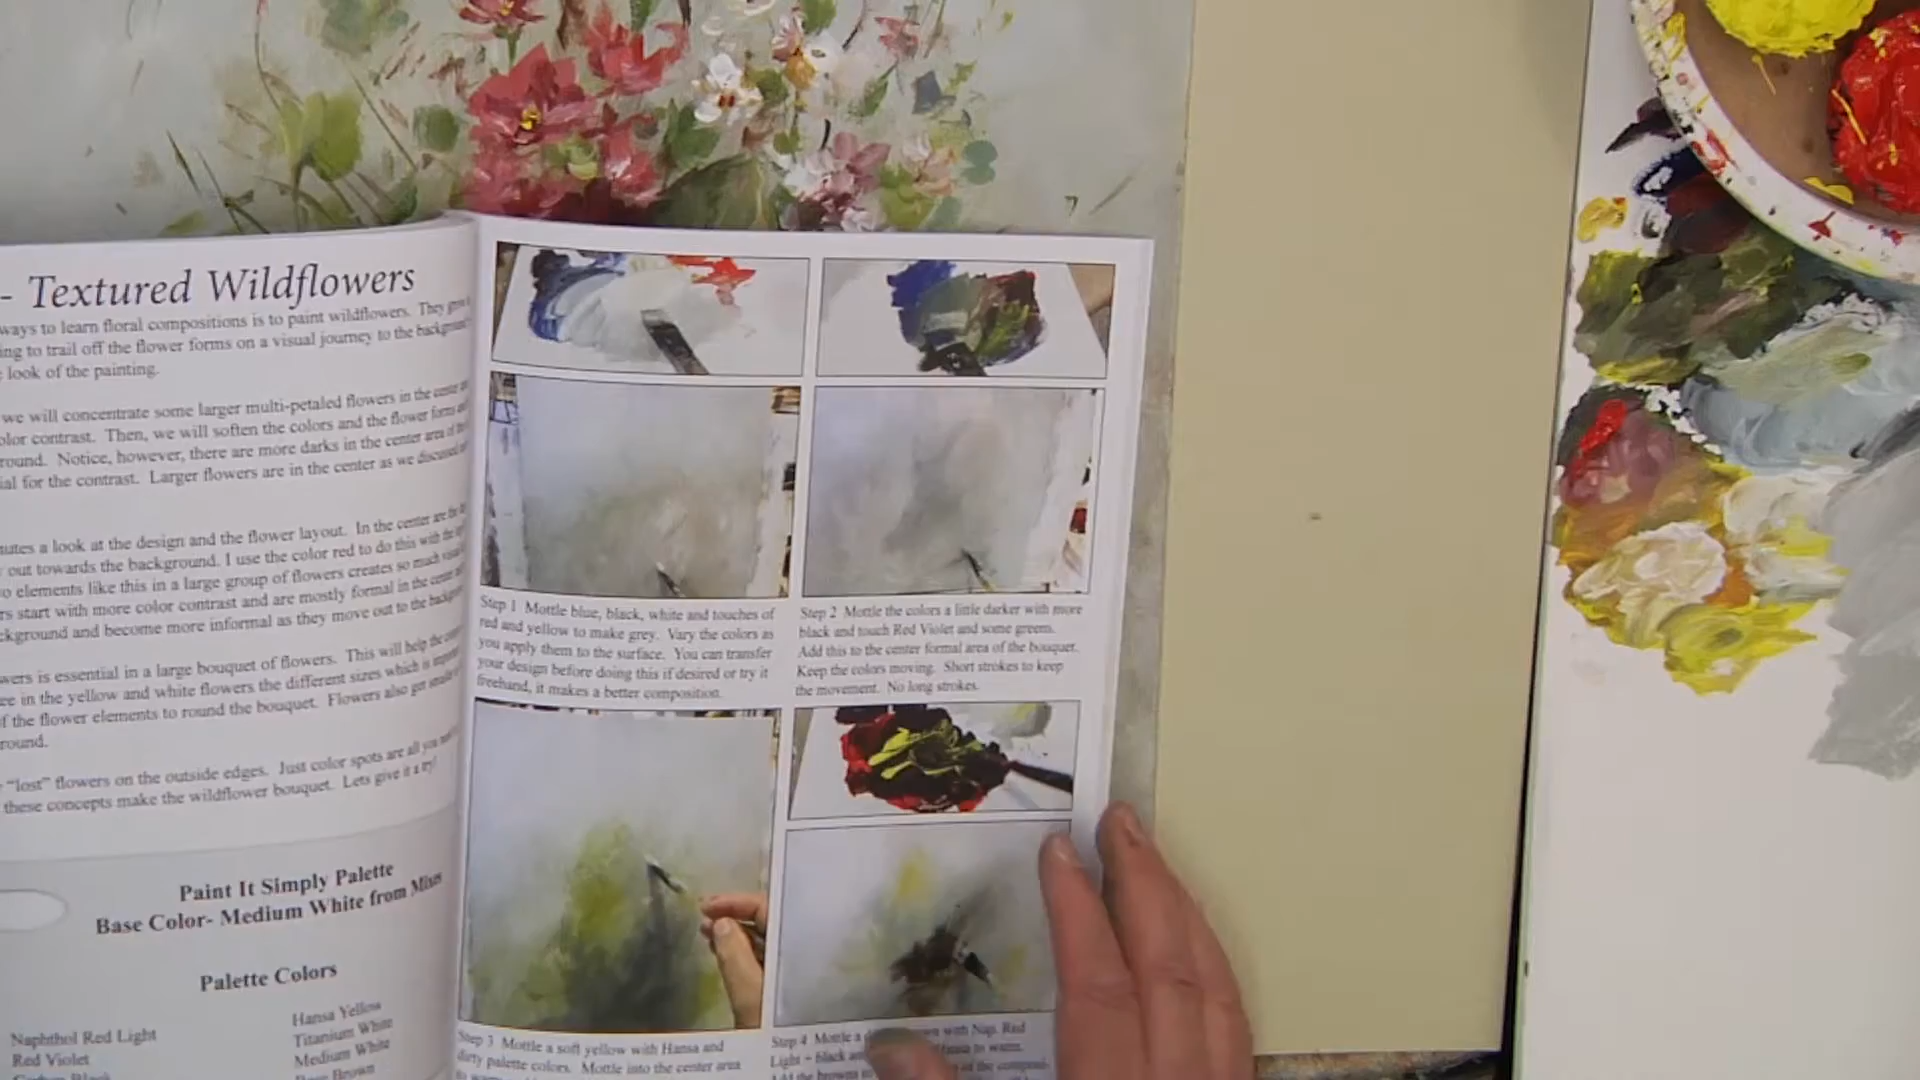 - Textured Wildflowers
ways to learn floral compositions is to paint wildflowers. They grow
ing to trail off the flower forms on a visual journey to the background
look of the painting.
we will concentrate some larger multi-petaled flowers in the center
olor contrast. Then, we will soften the colors and the flower forms
round. Notice, however, there are more darks in the center area of
ial for the contrast. Larger flowers are in the center as we discussed
nutes a look at the design and the flower layout. In the center are the
out towards the background. I use the color red to do this with the
o elements like this in a large group of flowers creates so much
rs start with more color contrast and are mostly formal in the center
ckground and become more informal as they move out to the
wers is essential in a large bouquet of flowers. This will help the
ee in the yellow and white flowers the different sizes which is
f the flower elements to round the bouquet. Flowers also get
round.
"lost" flowers on the outside edges. Just color spots are all you
these concepts make the wildflower bouquet. Lets give it a try!
Paint It Simply Palette
Base Color- Medium White from Mixes
Palette Colors
Naphthol Red Light
Red Violet
Carbon Black
Hansa Yellow
Titanium White
Medium White
Brown
Step 1 Mottle blue, black, white and touches of
red and yellow to make grey. Vary the colors as
you apply them to the surface. You can transfer
your design before doing this if desired or try it
freehand, it makes a better composition.
Step 2 Mottle the colors a little darker with more
black and touch Red Violet and some greens.
Add this to the center formal area of the bouquet.
Keep the colors moving. Short strokes to keep
the movement. No long strokes.
Step 3 Mottle a soft yellow with Hansa and
dirty palette colors. Mottle into the center area
Step 4 Mottle a with Nap. Red
Light + black to warm.
Add the browns of the